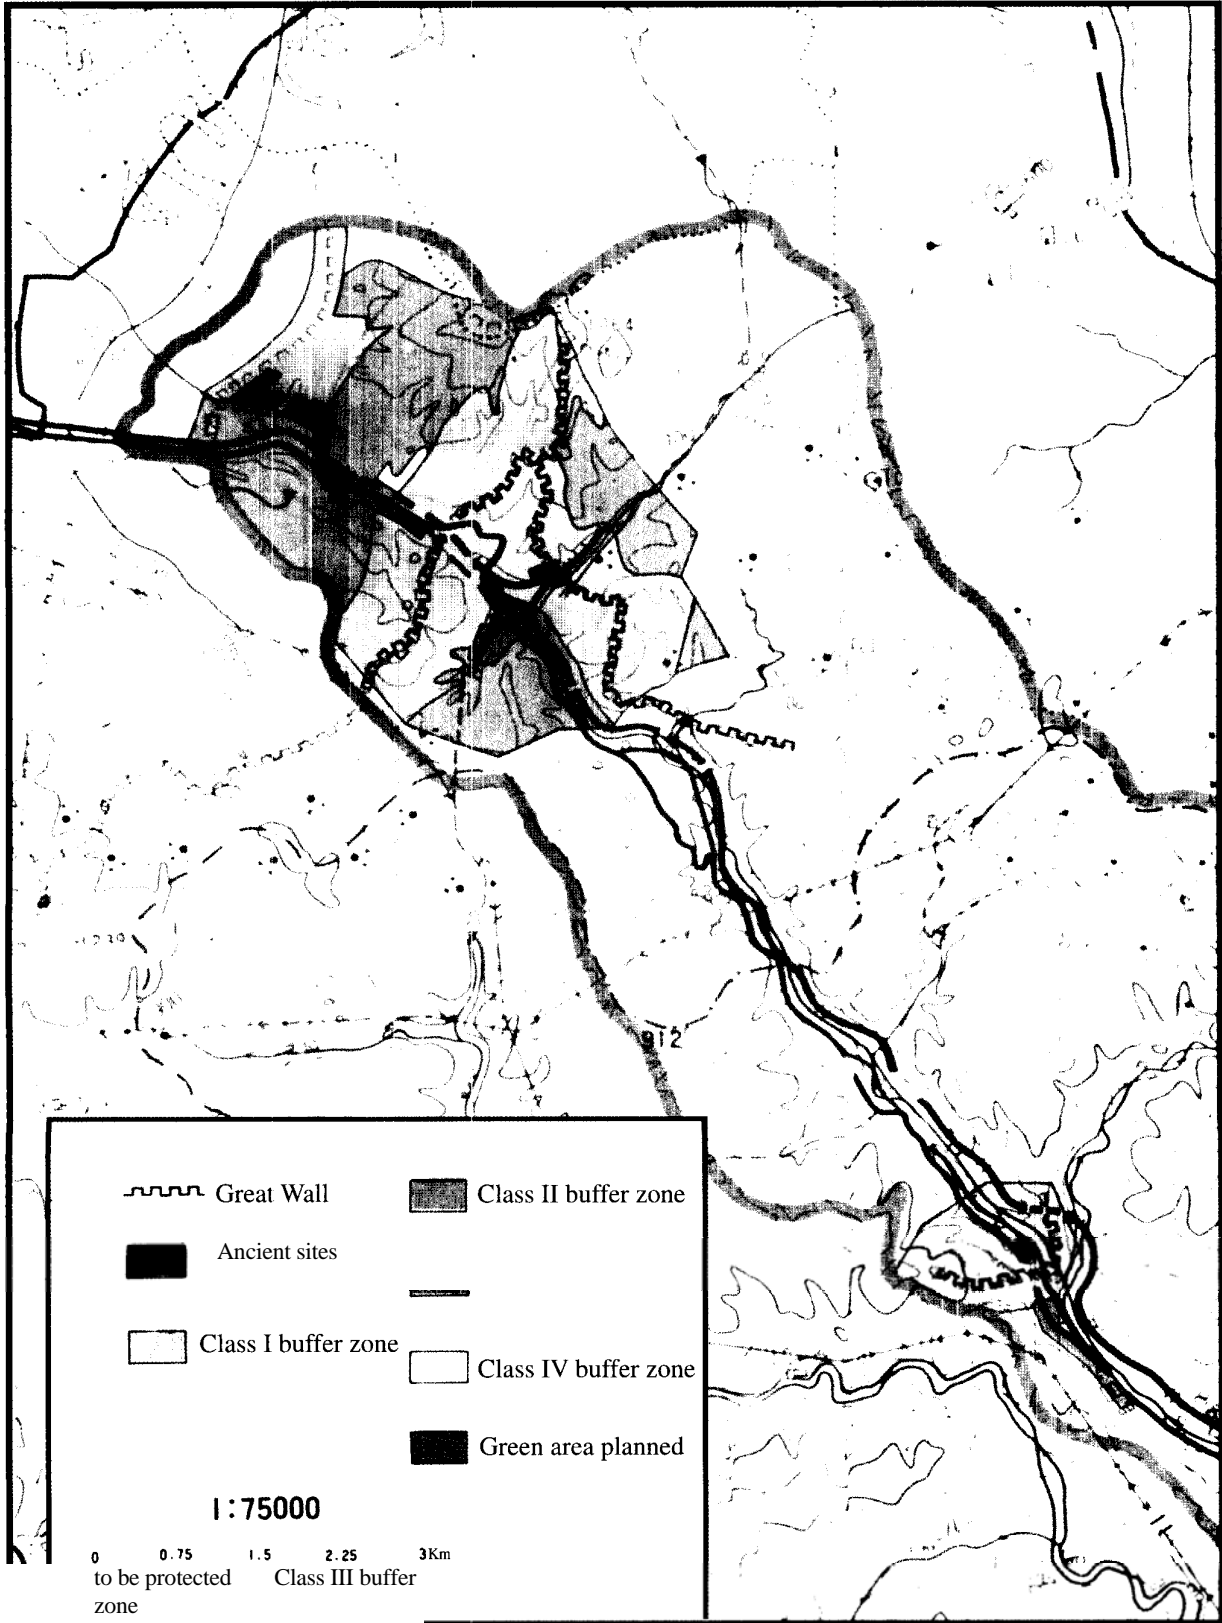 912
Great Wall
Class II buffer zone
Ancient sites
Class I buffer zone
Class IV buffer zone
Green area planned
1:75000
0 0.75 1.5 2.25 3Km
to be protected Class III buffer
zone